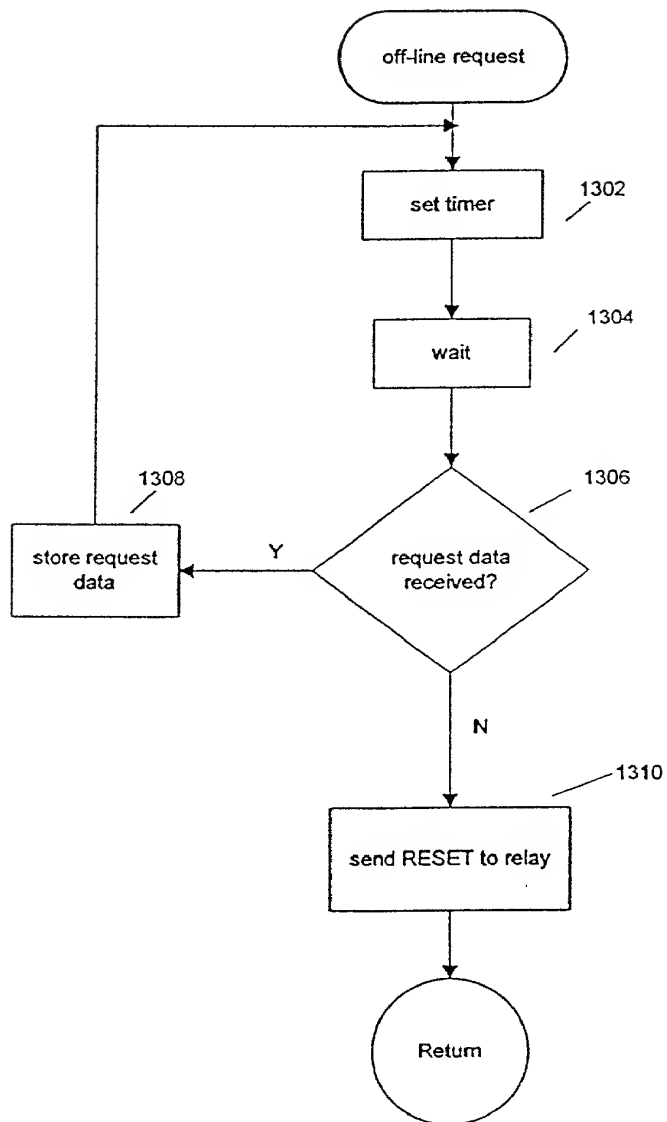 off-line request
set timer
1302
wait
1304
1306
request data
received?
Y
1308
store request
data
N
1310
send RESET to relay
Return